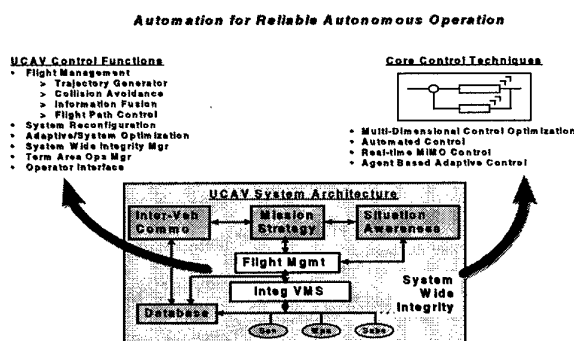 Automation for Reliable Autonomous Operation
UCAV Control Functions
• Flight Management
> Trajectory Generator
> Collision Avoidance
> Information Fusion
> Flight Path Control
• System Reconfiguration
• Adaptive/System Optimization
• System Wide Integrity Mgr
• Term Area Ops Mgr
• Operator Interface
Core Control Techniques
• Multi-Dimensional Control Optimization
• Automated Control
• Real-time MIMO Control
• Agent Based Adaptive Control
UCAV System Architecture
Inter-Veh
Commo
Mission
Strategy
Situation
Awareness
Flight Mgmt
Integ VMS
Database
System
Wide
Integrity
Sen
Wpn
Subs